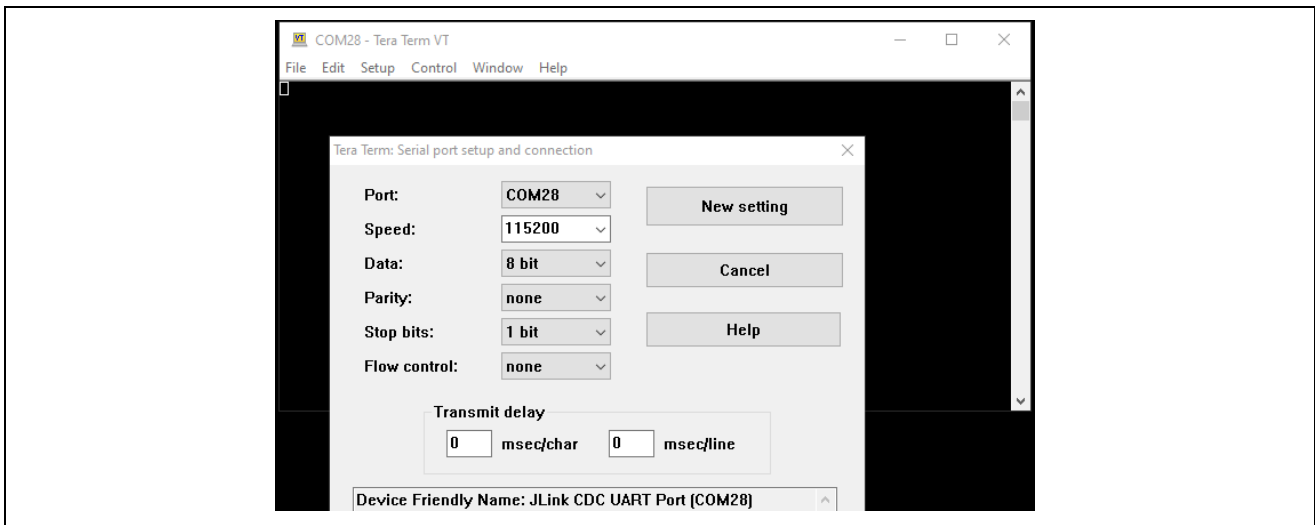 COM28 - Tera Term VT
File Edit Setup Control Window Help
Tera Term: Serial port setup and connection
Port: COM28 New setting
Speed: 115200
Data: 8 bit Cancel
Parity: none
Stop bits: 1 bit Help
Flow control: none
Transmit delay
0 msec/char 0 msec/line
Device Friendly Name: JLink CDC UART Port (COM28)